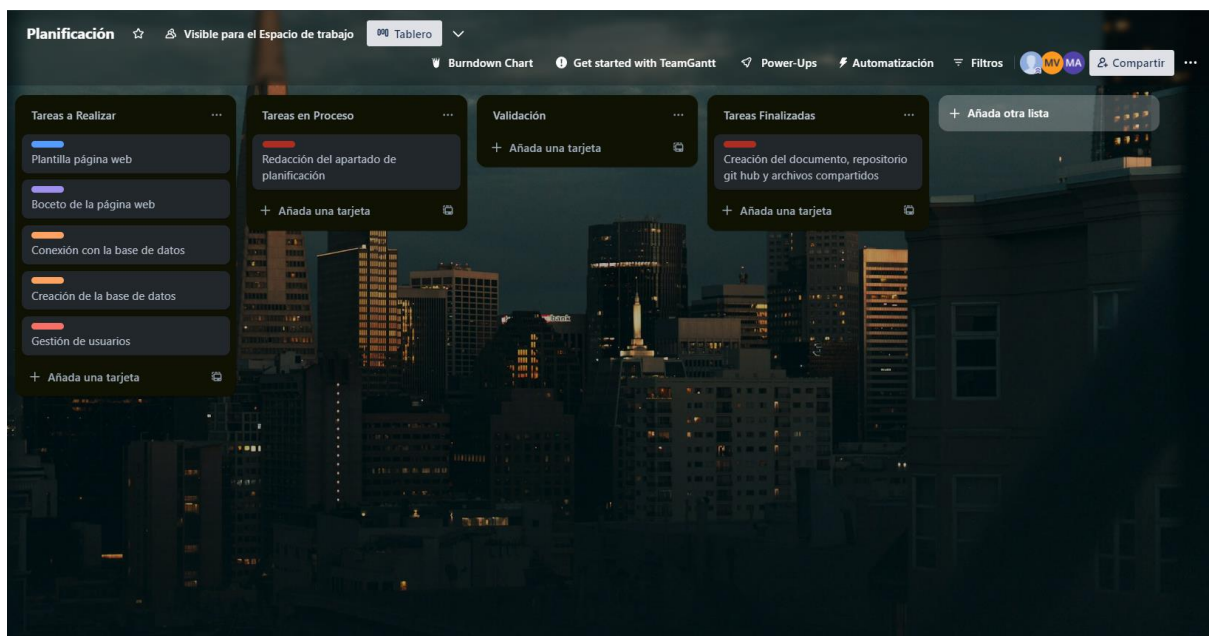 Planificación
Visible para el Espacio de trabajo
Tablero
Burndown Chart
Get started with TeamGantt
Power-Ups
Automatización
Filtros
MV
MA
Compartir
Tareas a Realizar
Plantilla página web
Boceto de la página web
Conexión con la base de datos
Creación de la base de datos
Gestión de usuarios
+ Añada una tarjeta
Tareas en Proceso
Redacción del apartado de
planificación
+ Añada una tarjeta
Validación
+ Añada una tarjeta
Tareas Finalizadas
Creación del documento, repositorio
git hub y archivos compartidos
+ Añada una tarjeta
+ Añada otra lista